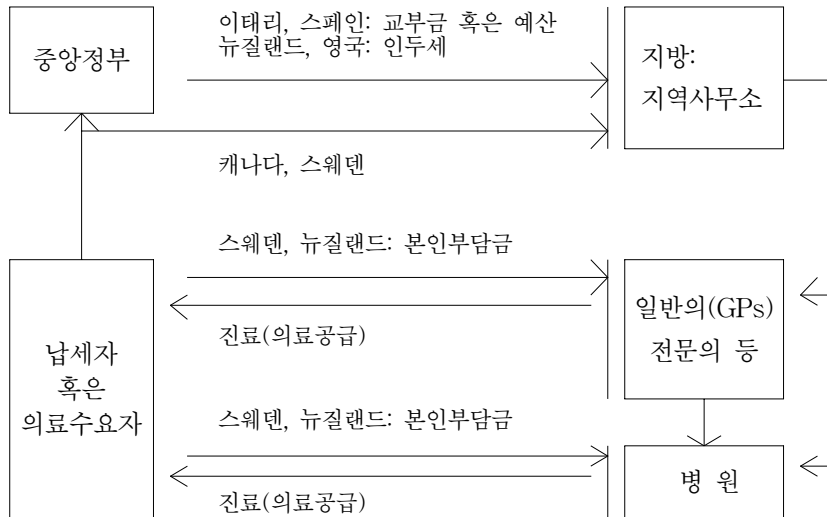 이태리, 스페인: 교부금 혹은 예산
뉴질랜드, 영국: 인두세
중앙정부
지방:
지역사무소
캐나다, 스웨덴
스웨덴, 뉴질랜드: 본인부담금
진료(의료공급)
납세자
혹은
의료수요자
일반의(GPs)
전문의 등
스웨덴, 뉴질랜드: 본인부담금
진료(의료공급)
병 원